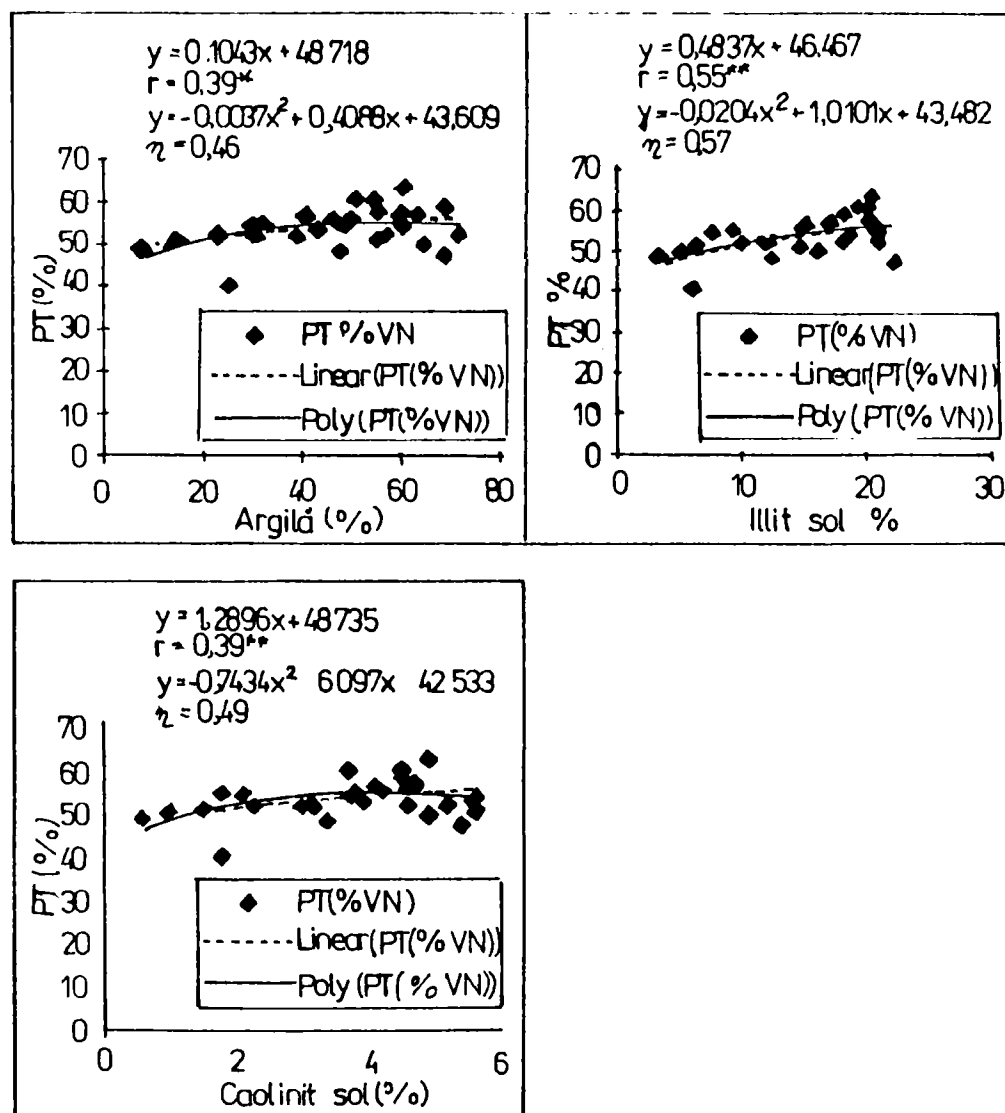 y = 0.1043x + 48 718
r = 0,39*
y = -0,0037x² + 0,4088x + 43,609
η = 0,46
70
60
50
40
30
20
10
0
PT (%)
PT % VN
Linear (PT(% VN))
Poly (PT(%VN))
0 20 40 60 80
Argilá (%)
y = 0,4837x + 46.467
r = 0,55**
y = -0,0204x² + 1,0101x + 43,482
η = 0,57
70
60
50
40
30
20
10
0
PT %
PT(% VN)
Linear (PT(% VN))
Poly (PT(% VN))
0 10 20 30
Illit sol %
y = 1,2896x + 48735
r = 0,39**
y = -0,7434x² 6097x 42 533
η = 0,49
70
60
50
40
30
20
10
0
PT (%)
PT(% VN)
Linear (PT(% VN))
Poly (PT( % VN))
0 2 4 6
Caolinit sol (%)